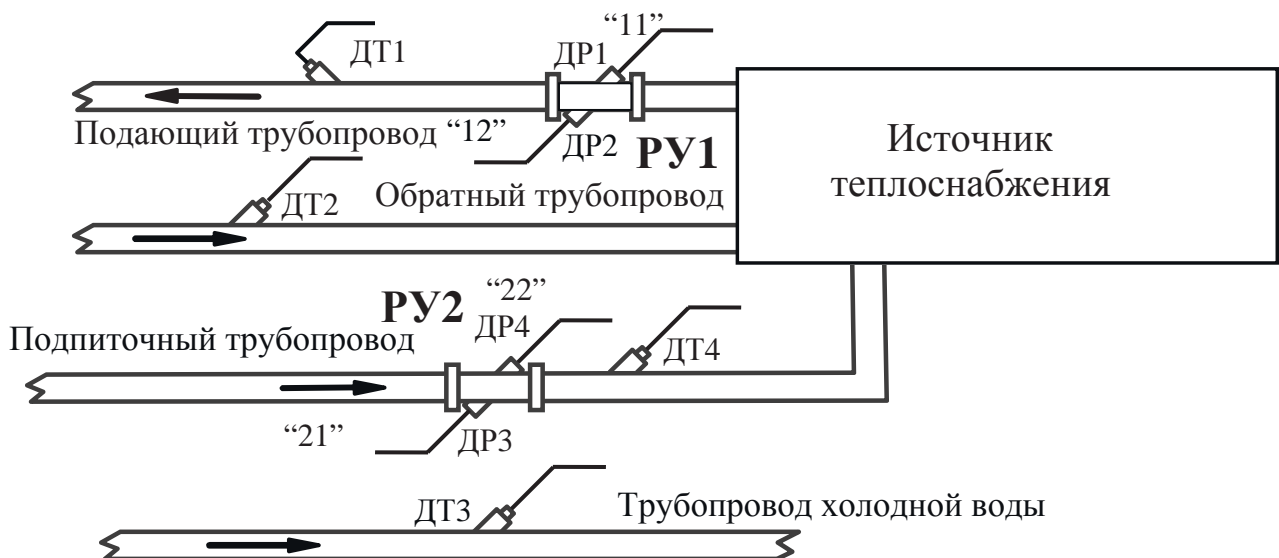 “11”
ДТ1
ДР1
Подающий трубопровод “12”
ДР2
РУ1
Источник
теплоснабжения
ДТ2
Обратный трубопровод
РУ2
“22”
ДР4
Подпиточный трубопровод
ДТ4
“21”
ДР3
ДТ3
Трубопровод холодной воды